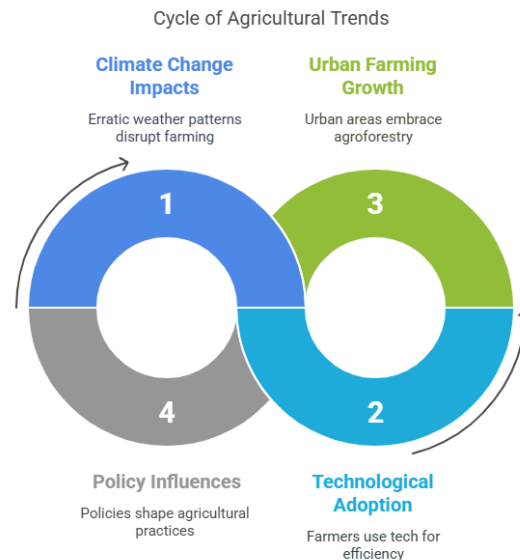 Cycle of Agricultural Trends
Climate Change
Impacts
Erratic weather patterns
disrupt farming
Urban Farming
Growth
Urban areas embrace
agroforestry
1
3
4
2
Policy Influences
Policies shape agricultural
practices
Technological
Adoption
Farmers use tech for
efficiency